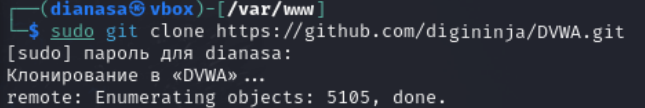 ┌──(dianasa㉿vbox)-[/var/www]
└─$ sudo git clone https://github.com/digininja/DVWA.git
[sudo] пароль для dianasa:
Клонирование в «DVWA»...
remote: Enumerating objects: 5105, done.